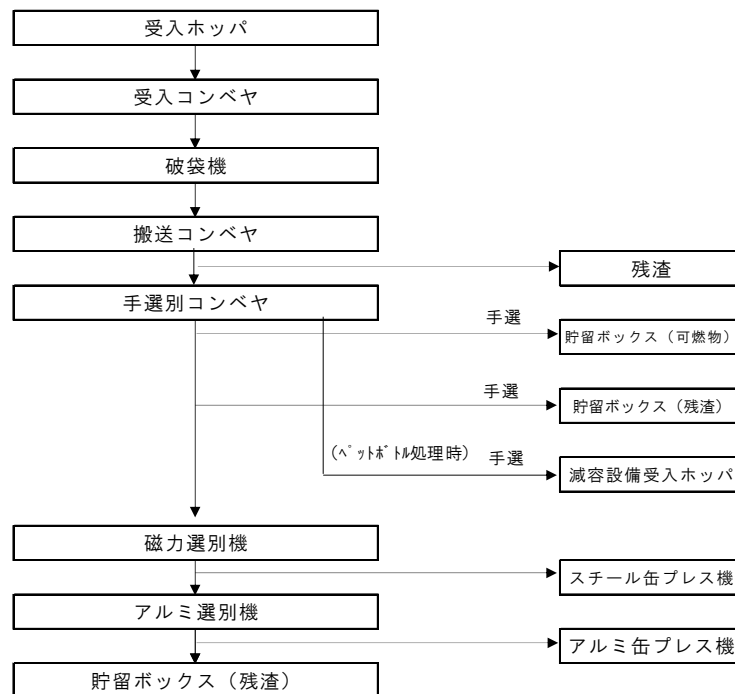 受入ホッパ
受入コンベヤ
破袋機
搬送コンベヤ
残渣
手選別コンベヤ
手選
貯留ボックス（可燃物）
手選
貯留ボックス（残渣）
(ﾍﾟｯﾄﾎﾞﾄﾙ処理時)
手選
減容設備受入ホッパ
磁力選別機
スチール缶プレス機
アルミ選別機
アルミ缶プレス機
貯留ボックス（残渣）